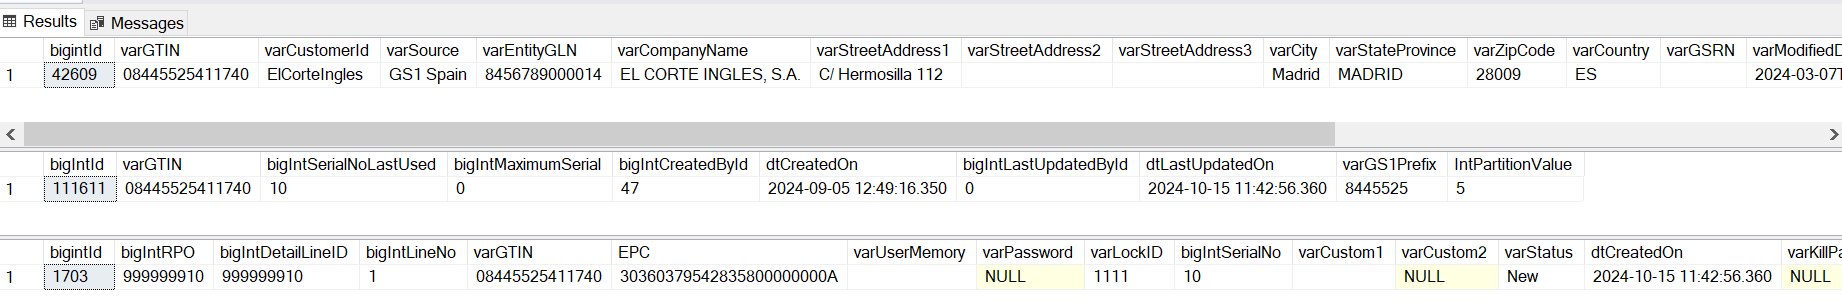 Results Messages
bigintId varGTIN varCustomerId varSource varEntityGLN varCompanyName varStreetAddress1 varStreetAddress2 varStreetAddress3 varCity varStateProvince varZipCode varCountry varGSRN varModifiedD
1 42609 08445525411740 ElCorteIngles GS1 Spain 8456789000014 EL CORTE INGLES, S.A. C/ Hermosilla 112 Madrid MADRID 28009 ES 2024-03-07T
bigIntId varGTIN bigIntSerialNoLastUsed bigIntMaximumSerial bigIntCreatedById dtCreatedOn bigIntLastUpdatedById dtLastUpdatedOn varGS1Prefix IntPartitionValue
1 111611 08445525411740 10 0 47 2024-09-05 12:49:16.350 0 2024-10-15 11:42:56.360 8445525 5
bigintId bigIntRPO bigIntDetailLineID bigIntLineNo varGTIN EPC varUserMemory varPassword varLockID bigIntSerialNo varCustom1 varCustom2 varStatus dtCreatedOn varKillPa
1 1703 999999910 999999910 1 08445525411740 30360379542835800000000A NULL 1111 10 NULL New 2024-10-15 11:42:56.360 NULL